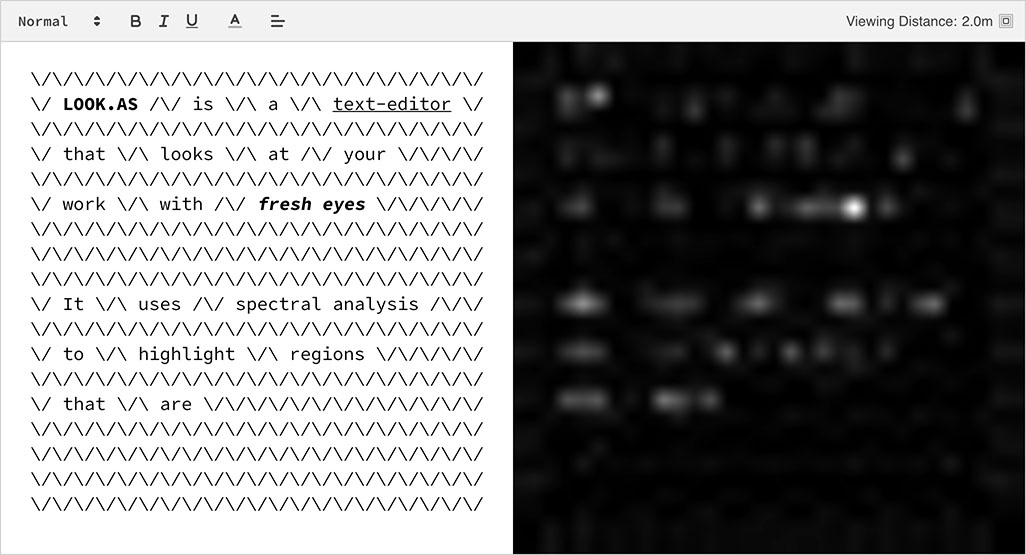 Normal B I U A Viewing Distance: 2.0m
\/\/\/\/\/\/\/\/\/\/\/\/\/\/\/\/\/\/\/\/\/
\/ LOOK.AS /\/ is \/\ a \/\ text-editor \/
\/\/\/\/\/\/\/\/\/\/\/\/\/\/\/\/\/\/\/\/\/
\/ that \/\ looks \/\ at /\/ your \/\/\/\/
\/\/\/\/\/\/\/\/\/\/\/\/\/\/\/\/\/\/\/\/\/
\/ work \/\ with /\/ fresh eyes \/\/\/\/\/
\/\/\/\/\/\/\/\/\/\/\/\/\/\/\/\/\/\/\/\/\/
\/\/\/\/\/\/\/\/\/\/\/\/\/\/\/\/\/\/\/\/\/
\/\/\/\/\/\/\/\/\/\/\/\/\/\/\/\/\/\/\/\/\/
\/ It \/\ uses /\/ spectral analysis /\/\/
\/\/\/\/\/\/\/\/\/\/\/\/\/\/\/\/\/\/\/\/\/
\/ to \/\ highlight \/\ regions \/\/\/\/\/
\/\/\/\/\/\/\/\/\/\/\/\/\/\/\/\/\/\/\/\/\/
\/ that \/\ are \/\/\/\/\/\/\/\/\/\/\/\/\/
\/\/\/\/\/\/\/\/\/\/\/\/\/\/\/\/\/\/\/\/\/
\/\/\/\/\/\/\/\/\/\/\/\/\/\/\/\/\/\/\/\/\/
\/\/\/\/\/\/\/\/\/\/\/\/\/\/\/\/\/\/\/\/\/
\/\/\/\/\/\/\/\/\/\/\/\/\/\/\/\/\/\/\/\/\/